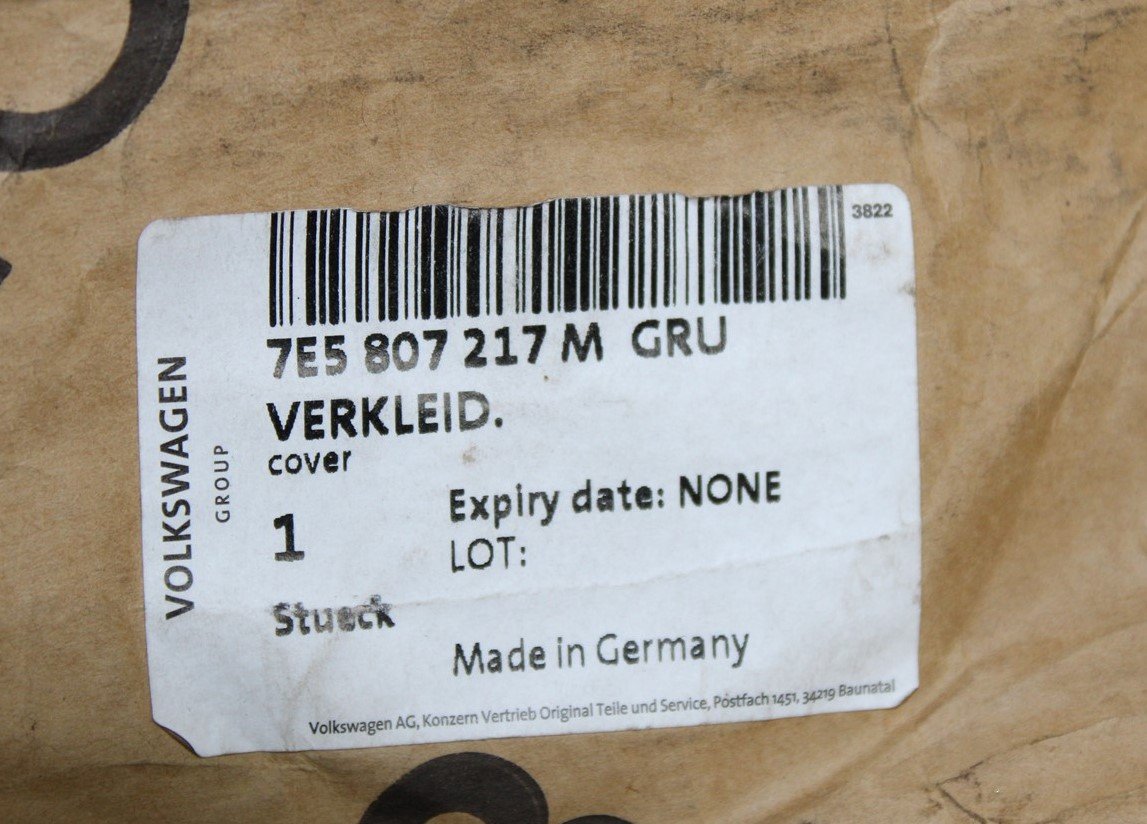 3822
7E5 807 217 M GRU
VERKLEID.
cover
VOLKSWAGEN
GROUP
Expiry date: NONE
1
LOT:
Stueck
Made in Germany
Volkswagen AG, Konzern Vertrieb Original Teile und Service, Postfach 1451, 34219 Baunatal